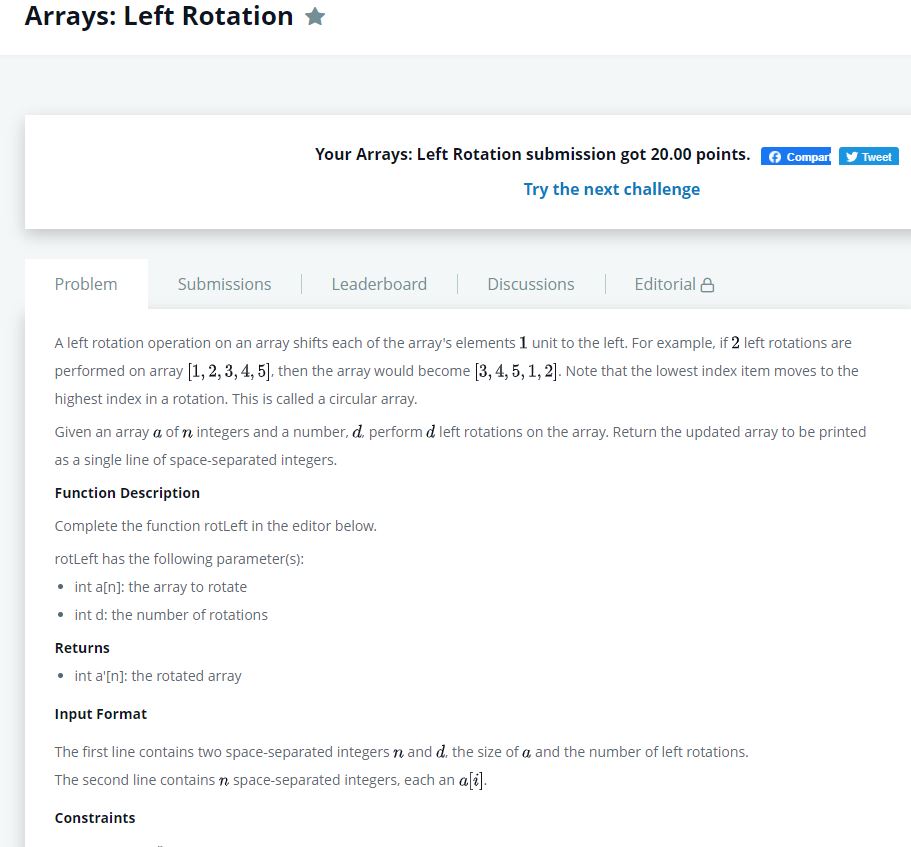 Arrays: Left Rotation
Your Arrays: Left Rotation submission got 20.00 points.
Compar
Tweet
Try the next challenge
Problem
Submissions
Leaderboard
Discussions
Editorial
A left rotation operation on an array shifts each of the array's elements 1 unit to the left. For example, if 2 left rotations are
performed on array [1, 2, 3, 4, 5], then the array would become [3, 4, 5, 1, 2]. Note that the lowest index item moves to the
highest index in a rotation. This is called a circular array.
Given an array a of n integers and a number, d, perform d left rotations on the array. Return the updated array to be printed
as a single line of space-separated integers.
Function Description
Complete the function rotLeft in the editor below.
rotLeft has the following parameter(s):
• int a[n]: the array to rotate
• int d: the number of rotations
Returns
• int a'[n]: the rotated array
Input Format
The first line contains two space-separated integers n and d, the size of a and the number of left rotations.
The second line contains n space-separated integers, each an a[i].
Constraints